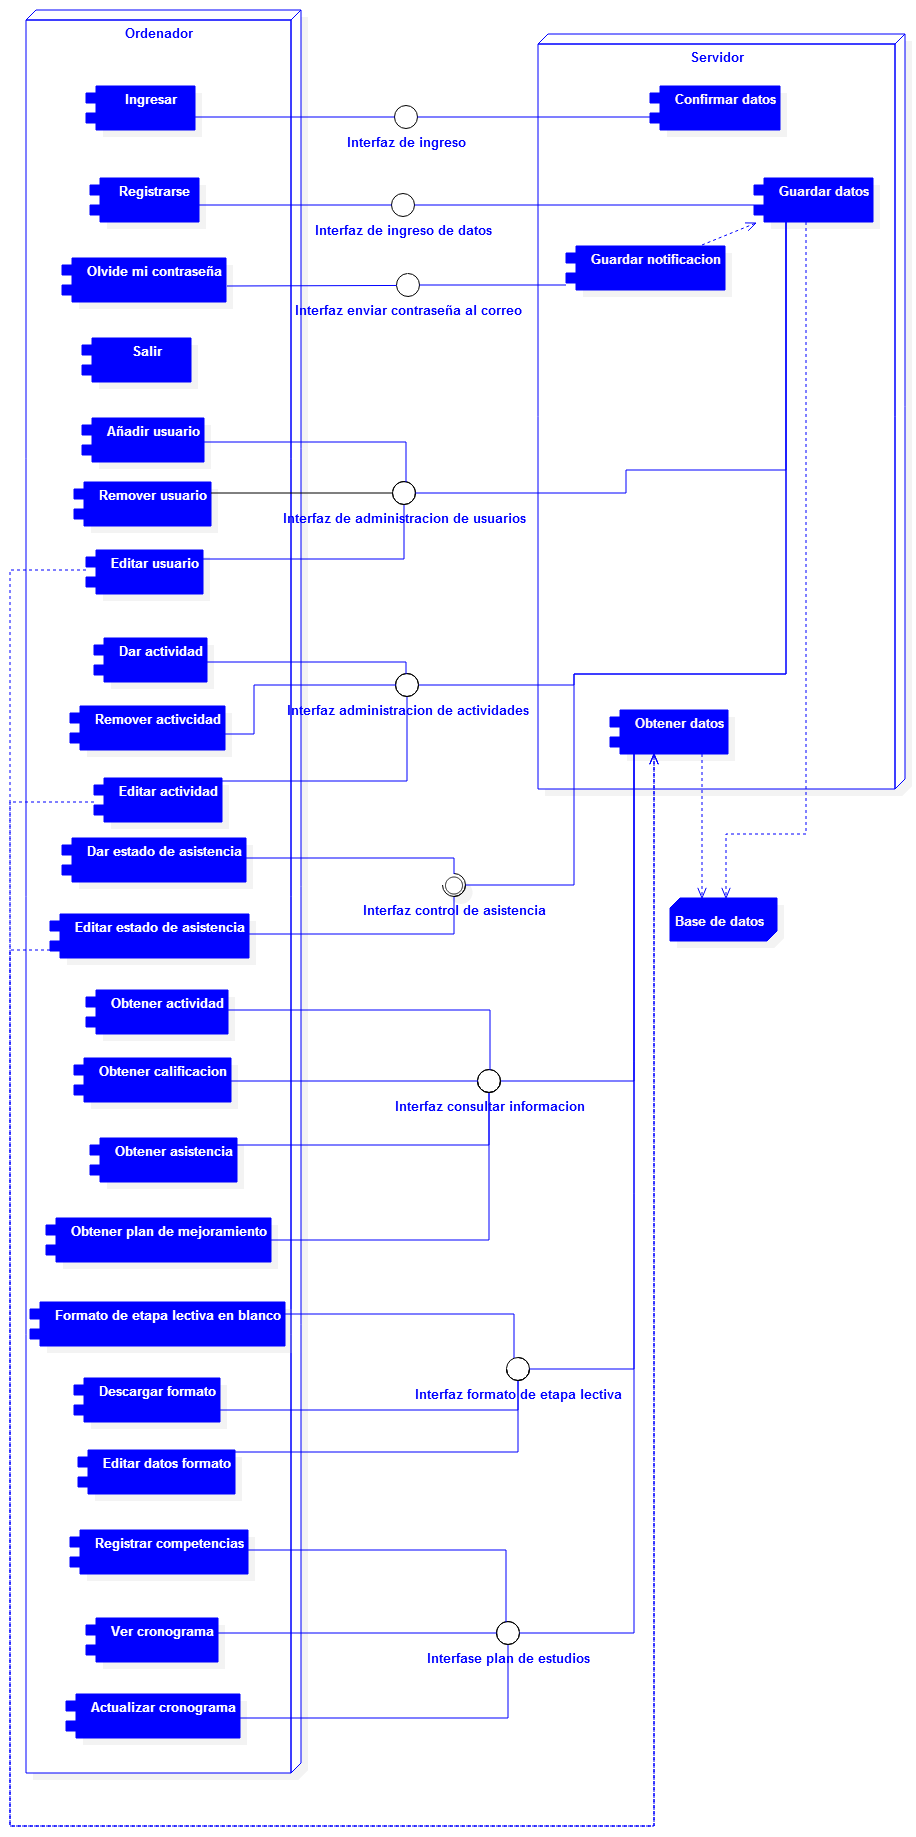 Ordenador
Servidor
Ingresar
Confirmar datos
Interfaz de ingreso
Registrarse
Guardar datos
Interfaz de ingreso de datos
Guardar notificacion
Olvide mi contraseña
Interfaz enviar contraseña al correo
Salir
Añadir usuario
Remover usuario
Interfaz de administracion de usuarios
Editar usuario
Dar actividad
Interfaz administracion de actividades
Remover activcidad
Obtener datos
Editar actividad
Dar estado de asistencia
Interfaz control de asistencia
Base de datos
Editar estado de asistencia
Obtener actividad
Obtener calificacion
Interfaz consultar informacion
Obtener asistencia
Obtener plan de mejoramiento
Formato de etapa lectiva en blanco
Descargar formato
Interfaz formato de etapa lectiva
Editar datos formato
Registrar competencias
Ver cronograma
Interfase plan de estudios
Actualizar cronograma